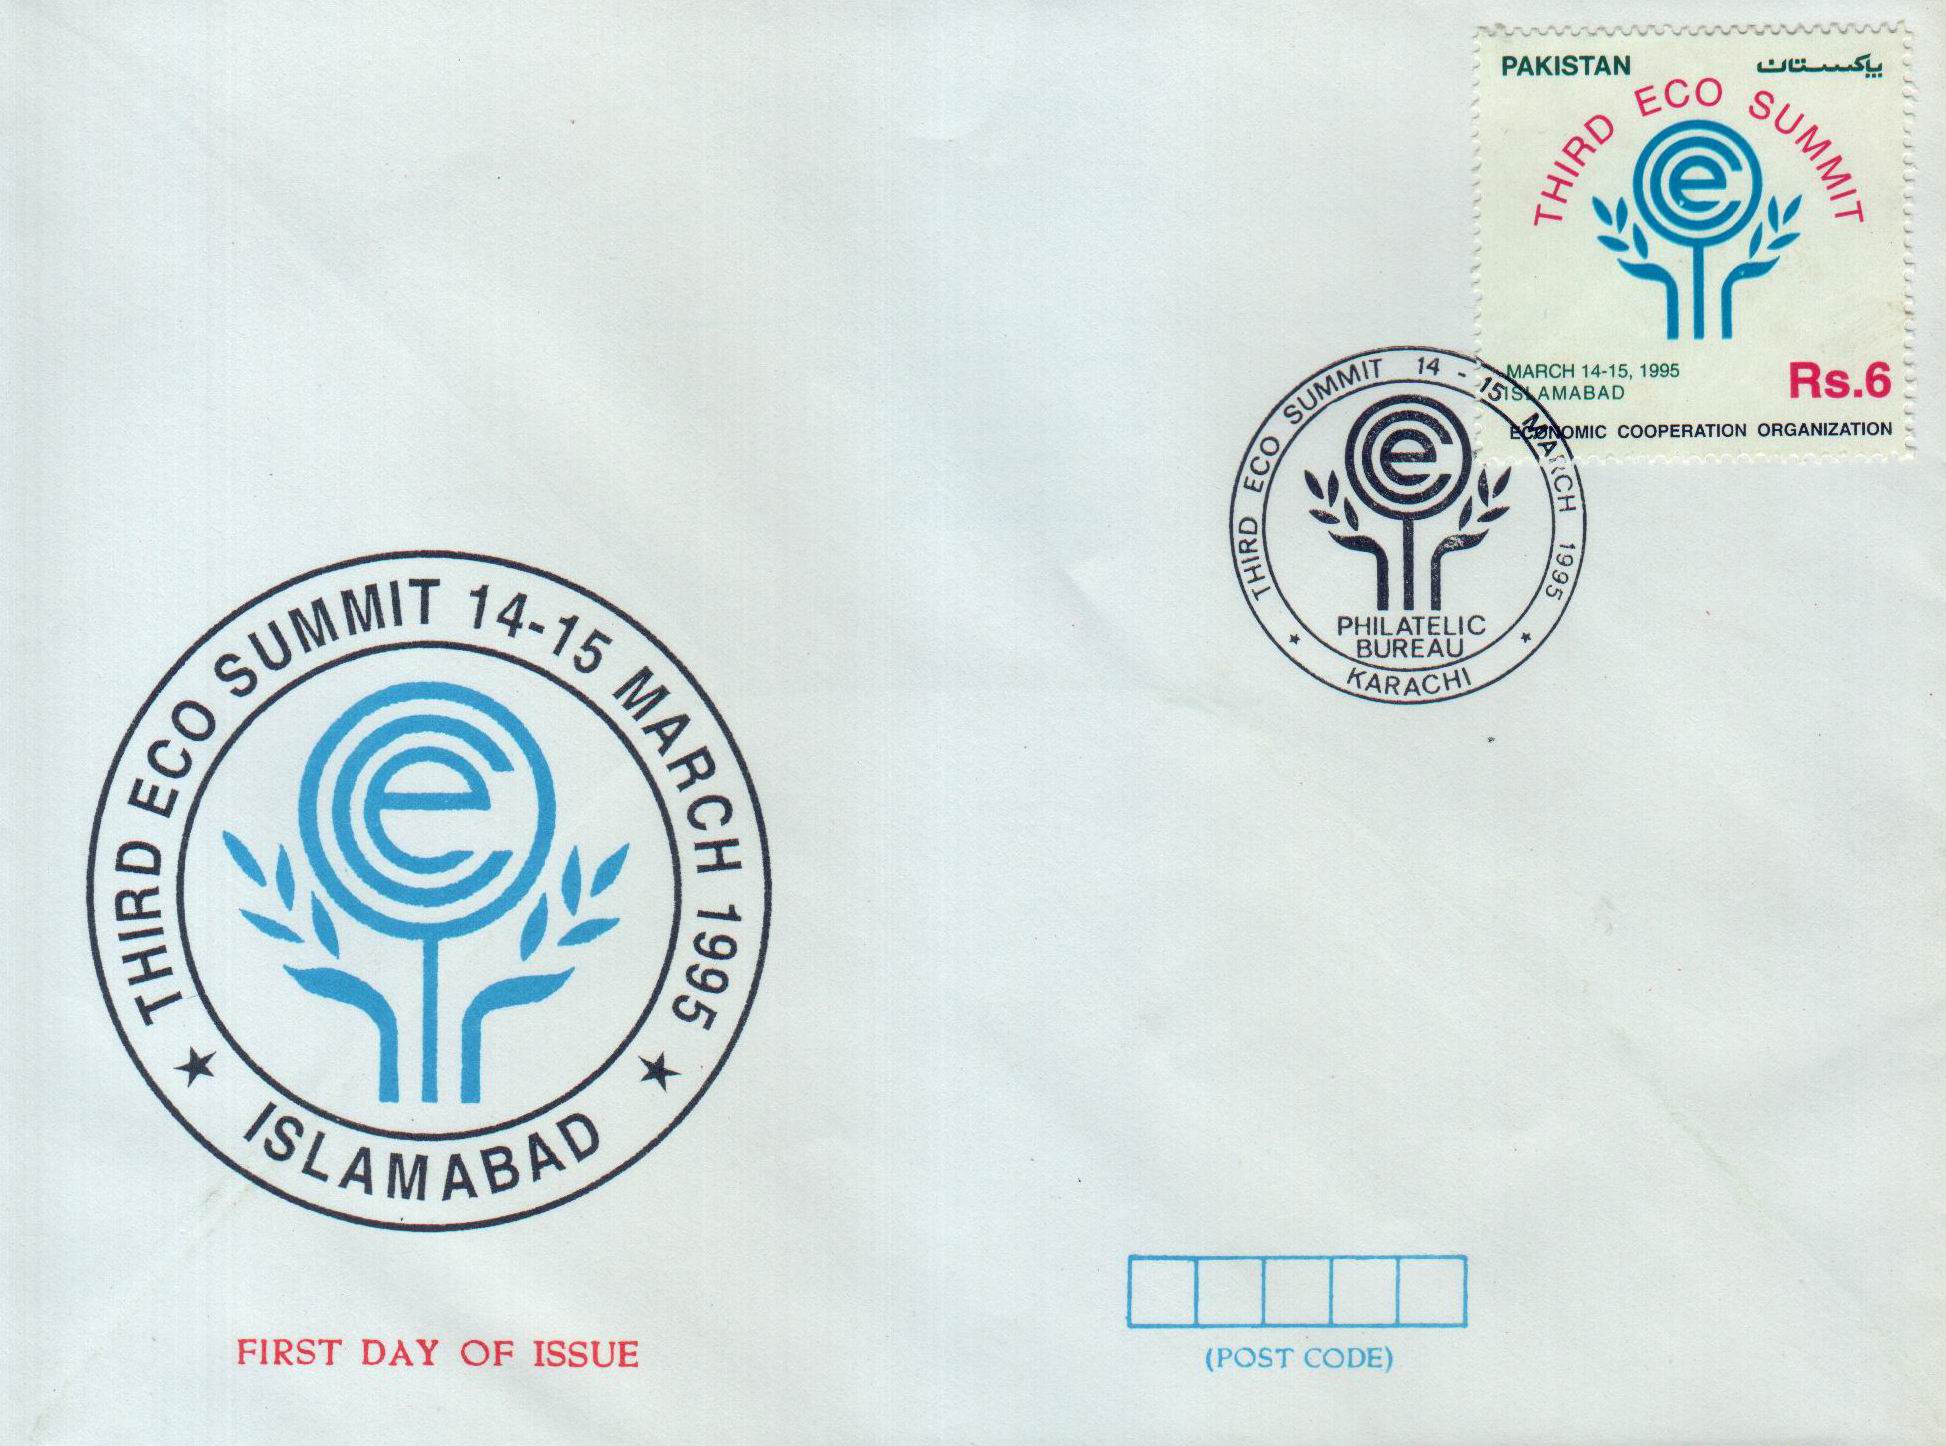 PAKISTAN پاکستان
THIRD ECO SUMMIT
e
MARCH 14-15, 1995
ISLAMABAD
Rs.6
ECONOMIC COOPERATION ORGANIZATION
THIRD ECO SUMMIT 14 - 15 MARCH 1995
e
PHILATELIC
BUREAU
KARACHI
THIRD ECO SUMMIT 14-15 MARCH 1995
e
ISLAMABAD
FIRST DAY OF ISSUE
(POST CODE)